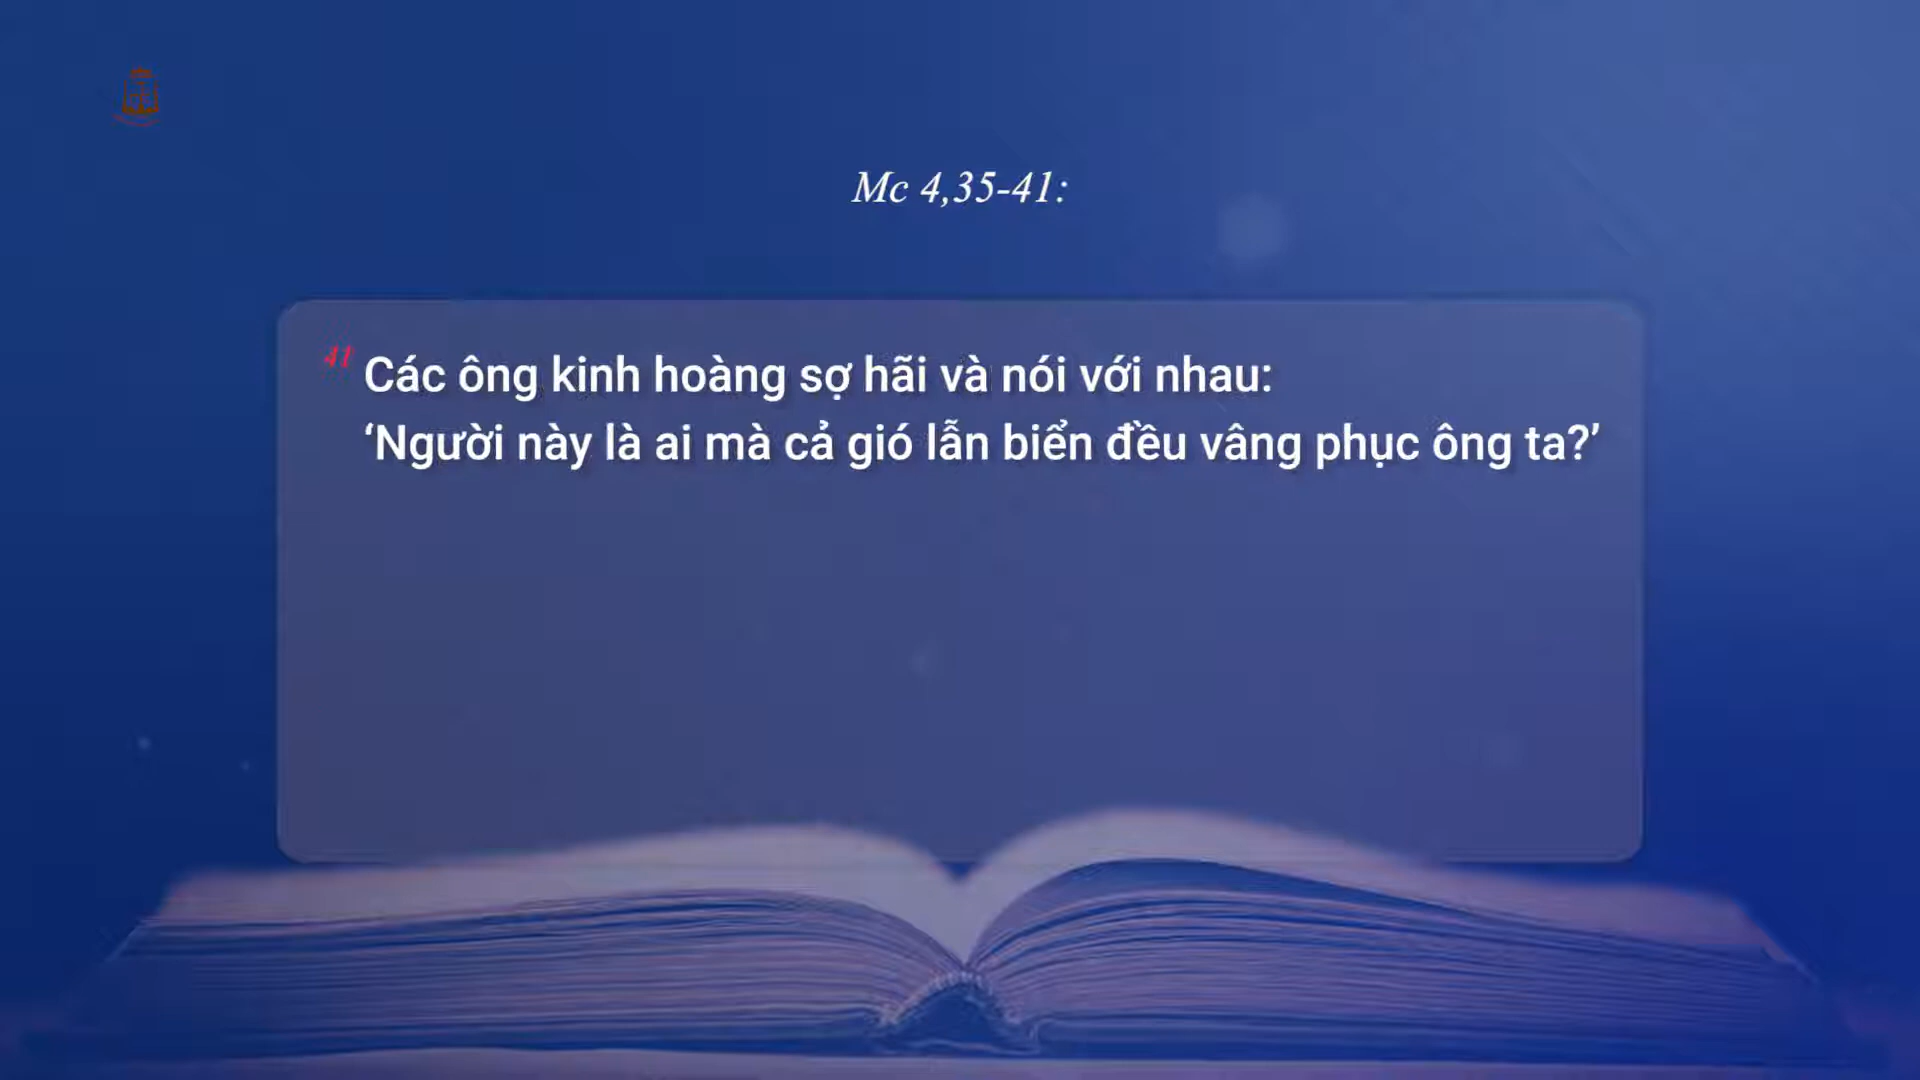 Mc 4,35-41:
41 Các ông kinh hoàng sợ hãi và nói với nhau:
‘Người này là ai mà cả gió lẫn biển đều vâng phục ông ta?’